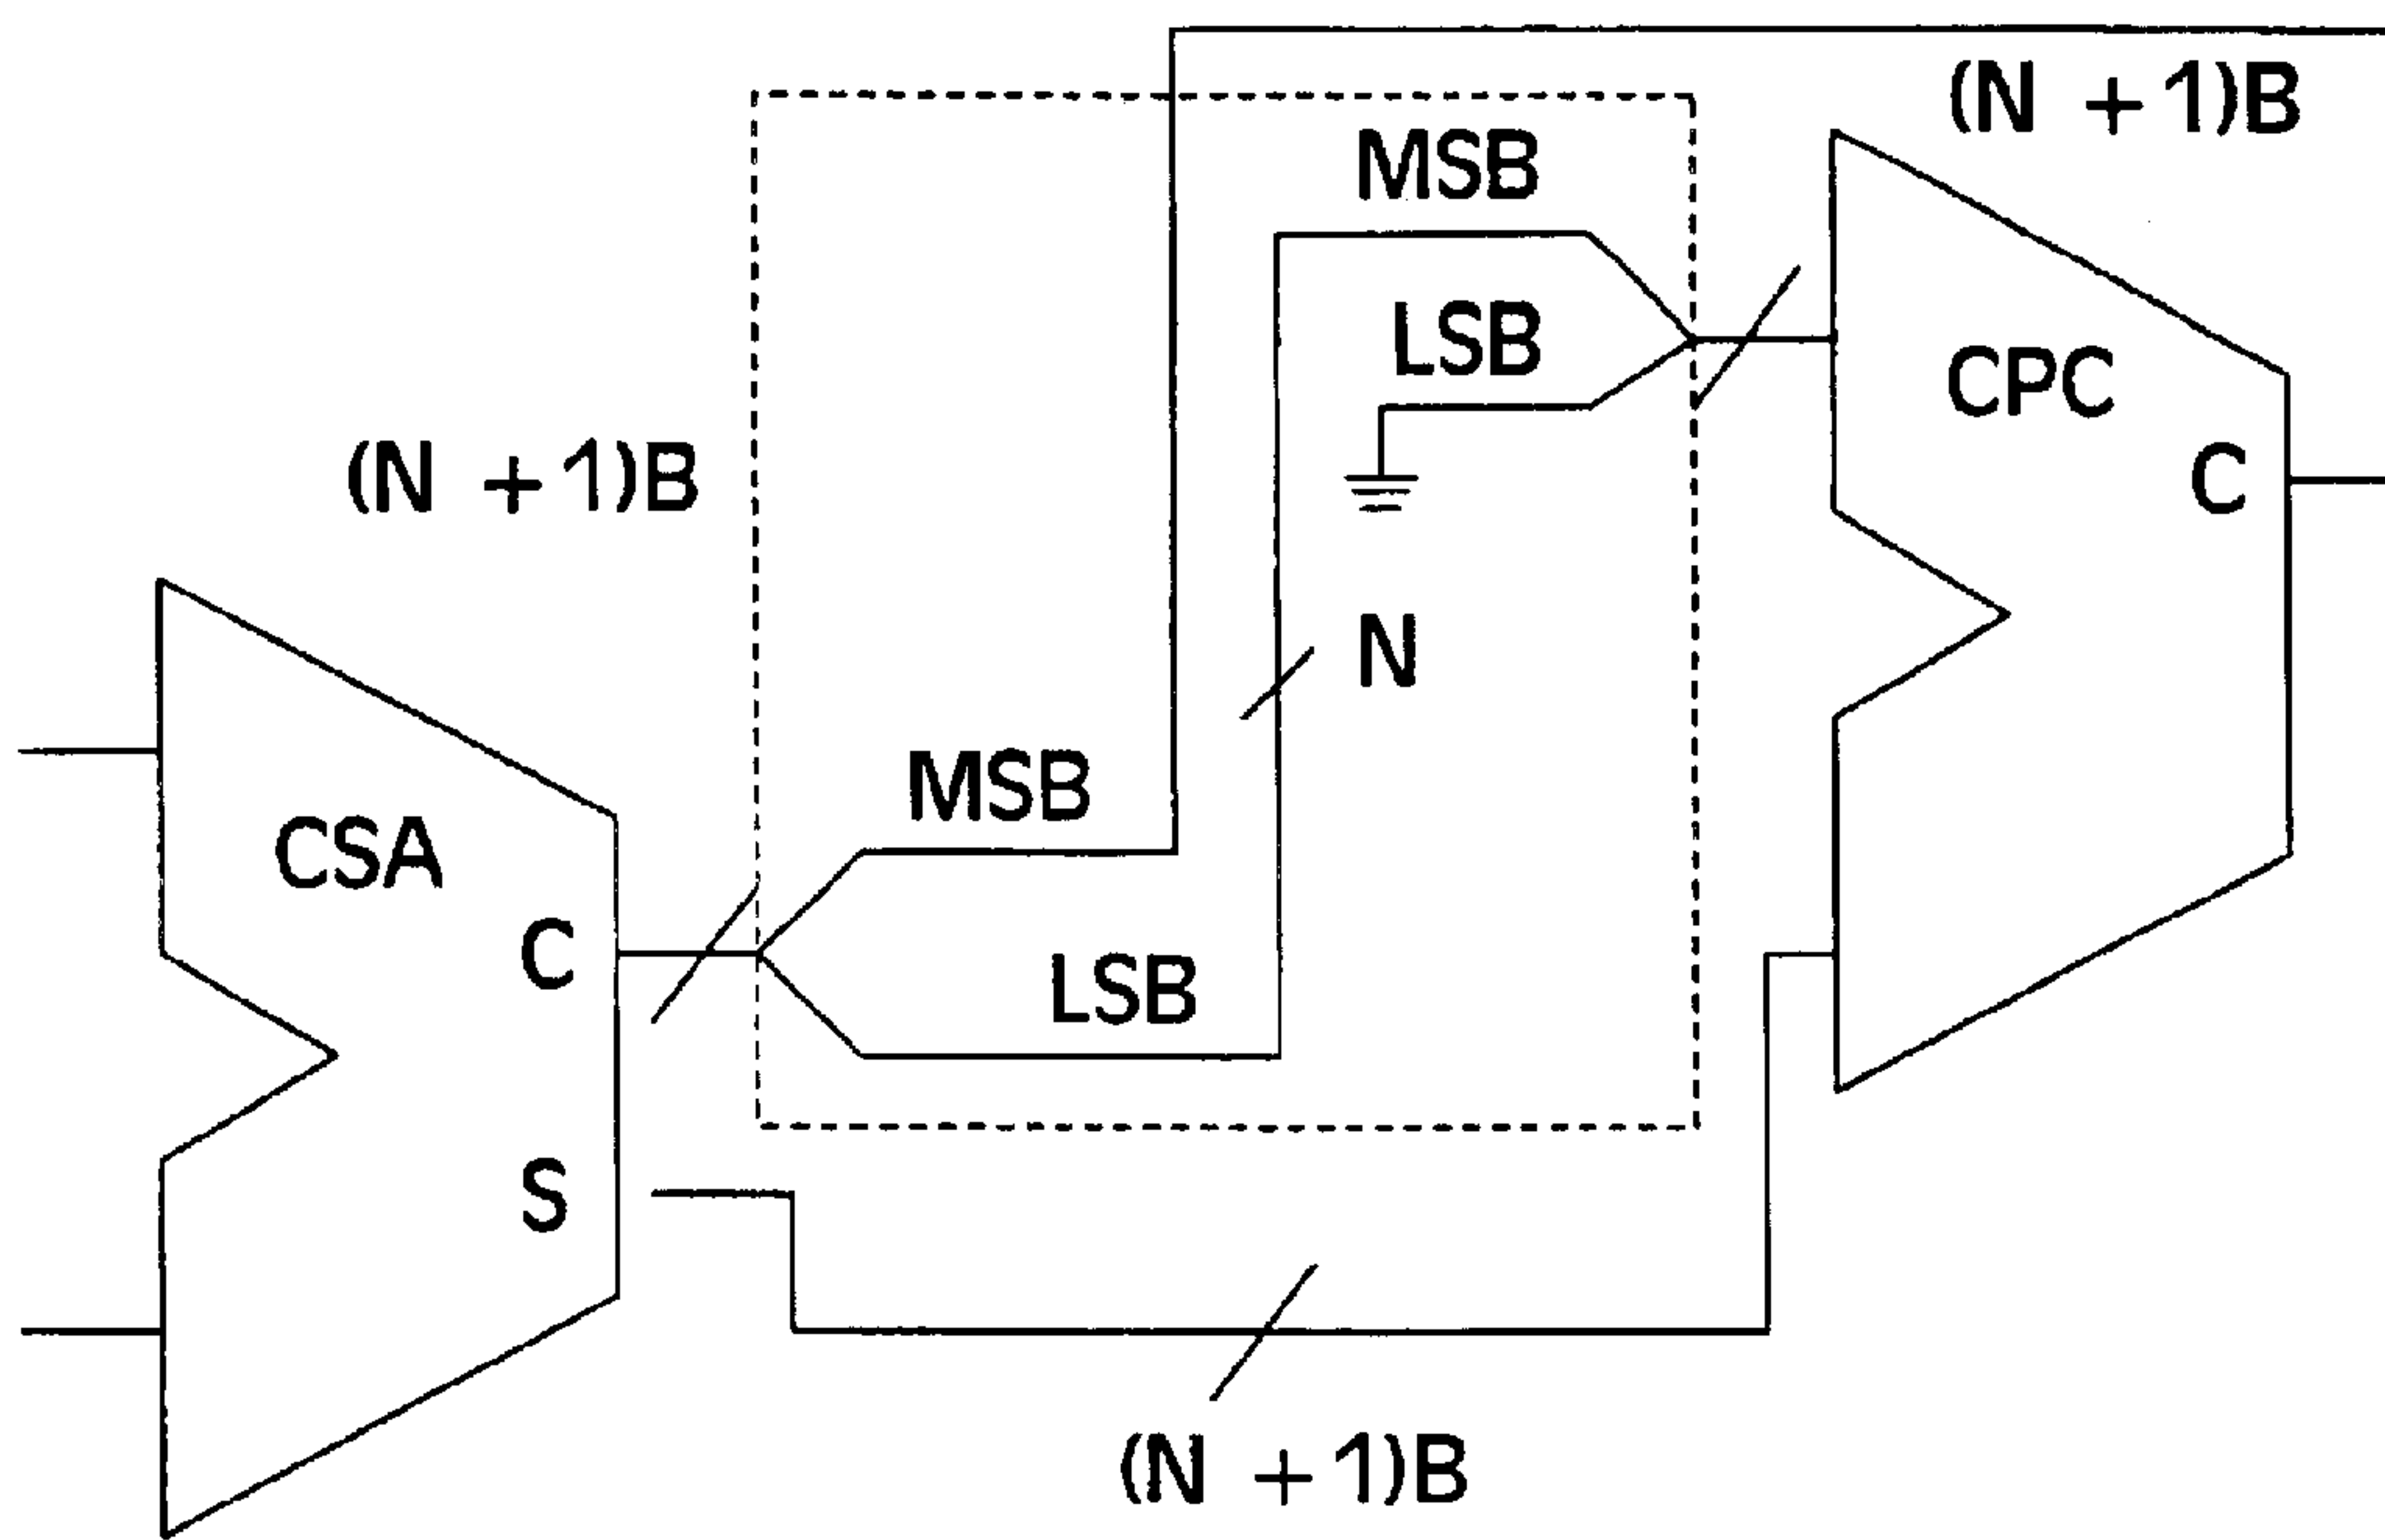 (N + 1)B
MSB
LSB
CPC
C
(N + 1)B
N
MSB
CSA
C
LSB
S
(N + 1)B